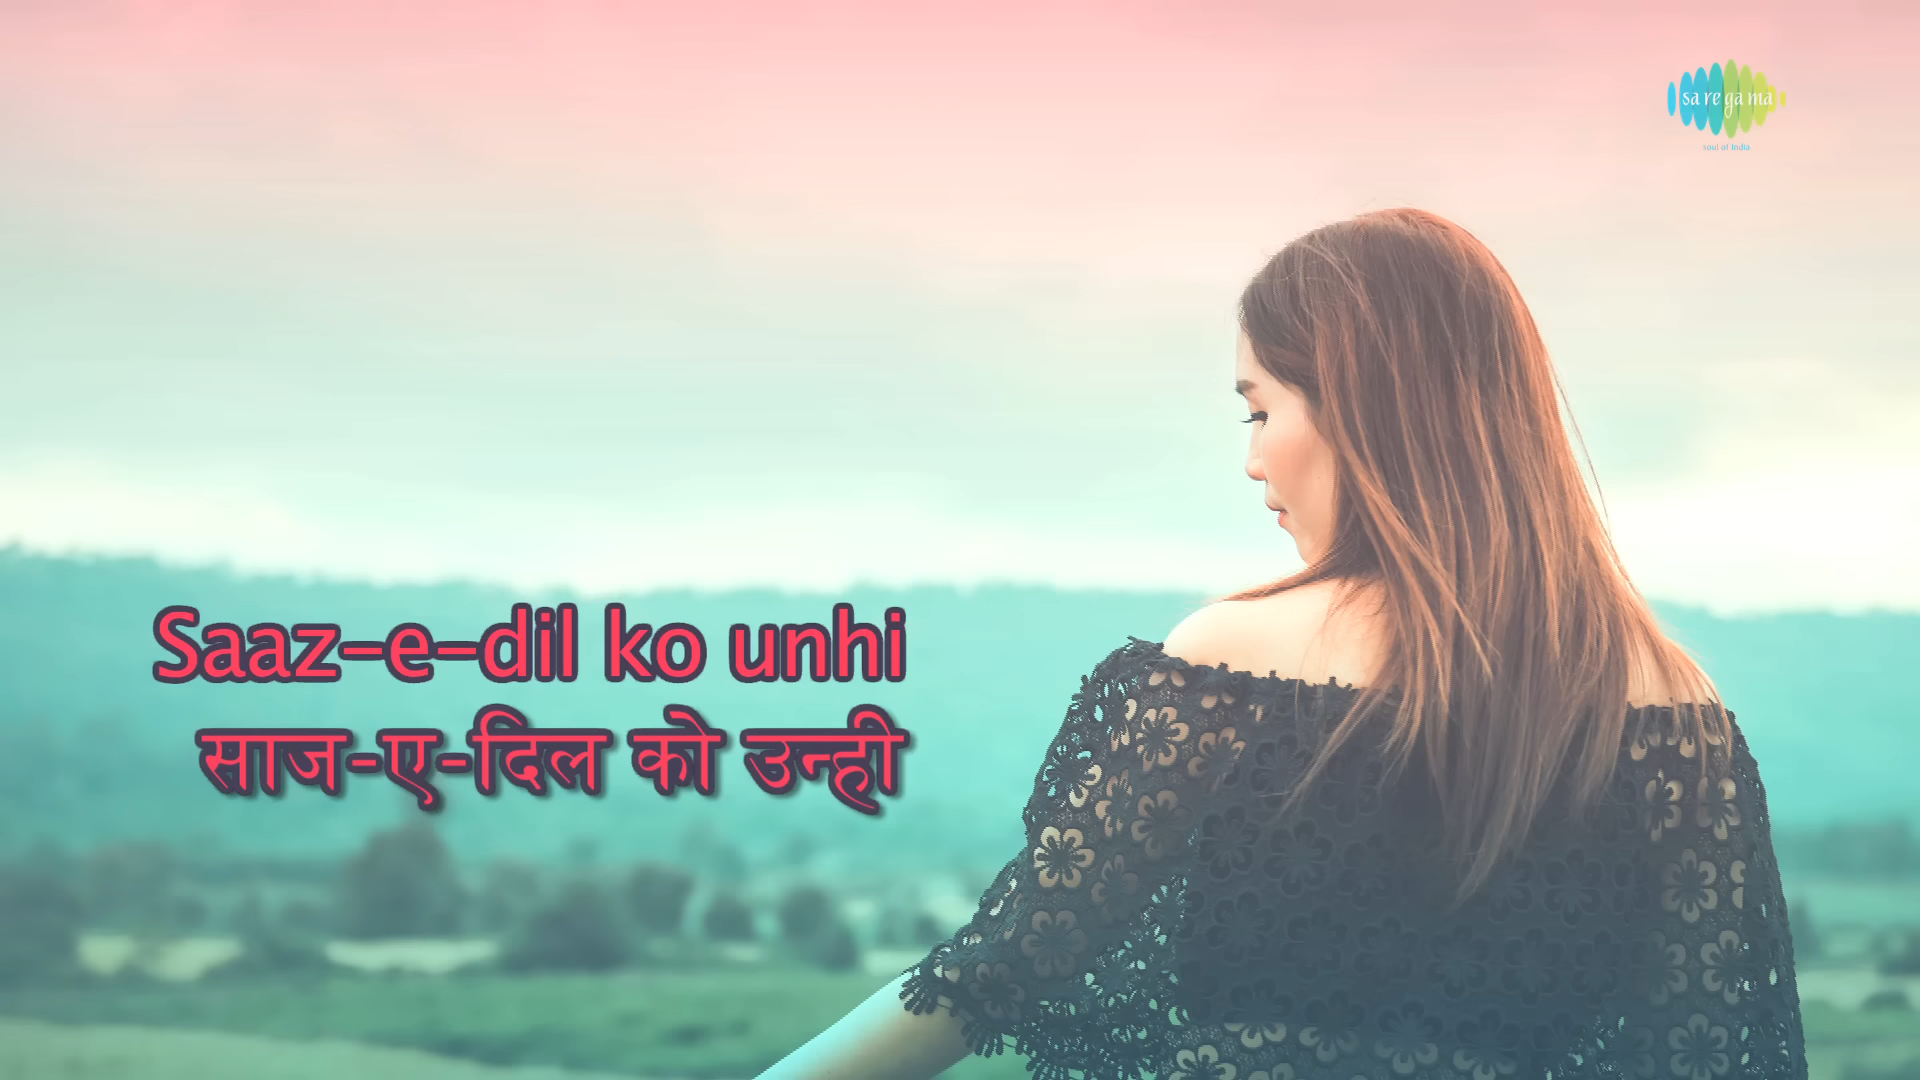 sa re ga ma
soul of India
Saaz-e-dil ko unhi
साज-ए-दिल को उन्ही